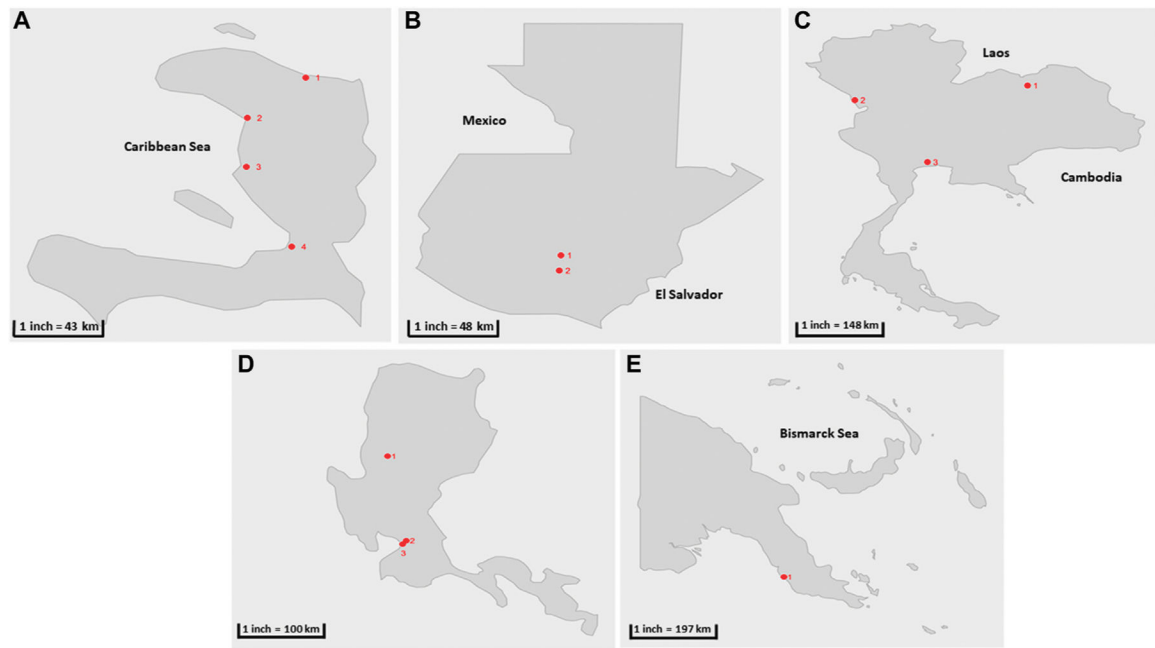 A
1
2
Caribbean Sea
3
4
1 inch = 43 km
B
Mexico
1
2
El Salvador
1 inch = 48 km
C
Laos
1
2
3
Cambodia
1 inch = 148 km
D
1
2
3
1 inch = 100 km
E
Bismarck Sea
1
1 inch = 197 km